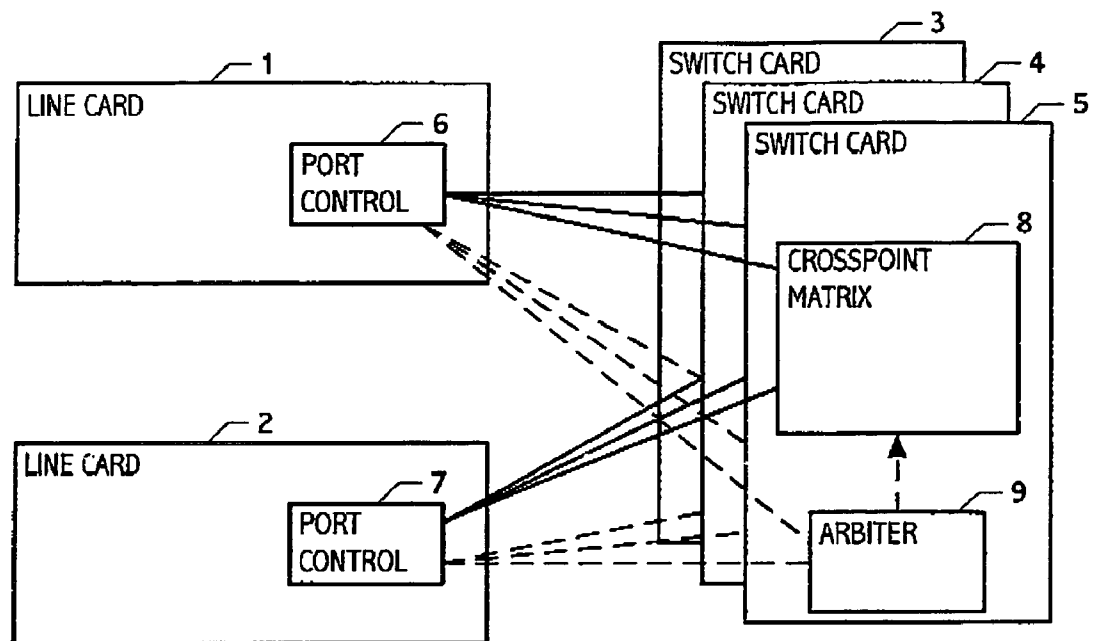 3
SWITCH CARD
4
SWITCH CARD
5
SWITCH CARD
1
LINE CARD
6
PORT
CONTROL
8
CROSSPOINT
MATRIX
2
LINE CARD
7
PORT
CONTROL
9
ARBITER